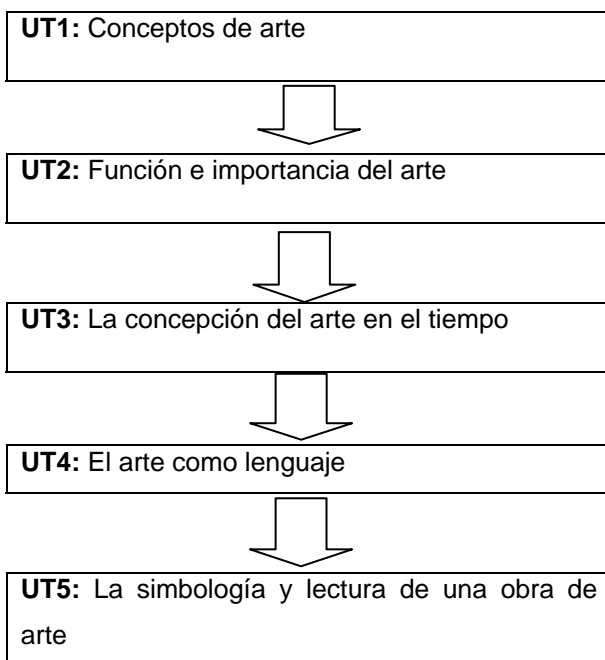 UT1: Conceptos de arte
UT2: Función e importancia del arte
UT3: La concepción del arte en el tiempo
UT4: El arte como lenguaje
UT5: La simbología y lectura de una obra de
arte